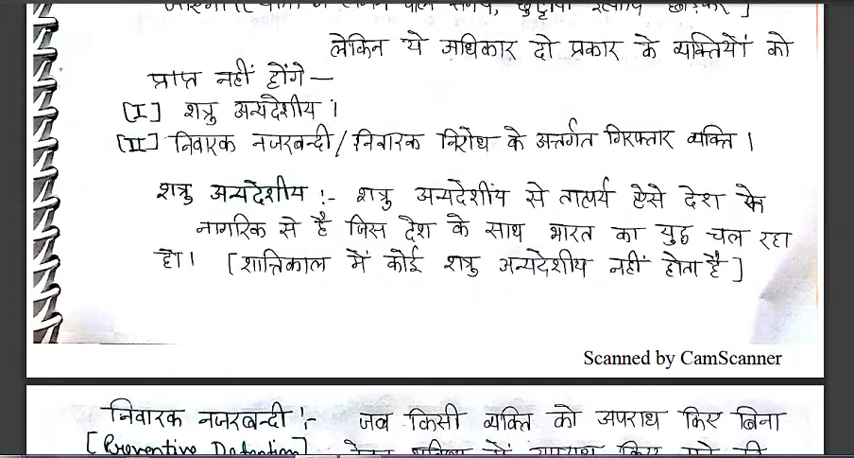 लेकिन ये अधिकार दो प्रकार के व्यक्तियों को
प्राप्त नहीं होंगे —
[I] शत्रु अन्यदेशीय ।
[II] निवारक नजरबन्दी / निवारक निरोध के अन्तर्गत गिरफ्तार व्यक्ति ।
शत्रु अन्यदेशीय :- शत्रु अन्यदेशीय से तात्पर्य ऐसे देश के
नागरिक से है जिस देश के साथ भारत का युद्ध चल रहा
हो । [शान्तिकाल में कोई शत्रु अन्यदेशीय नहीं होता है]
Scanned by CamScanner
निवारक नजरबन्दी :- जब किसी व्यक्ति को अपराध किए बिना
[Preventive Detention]